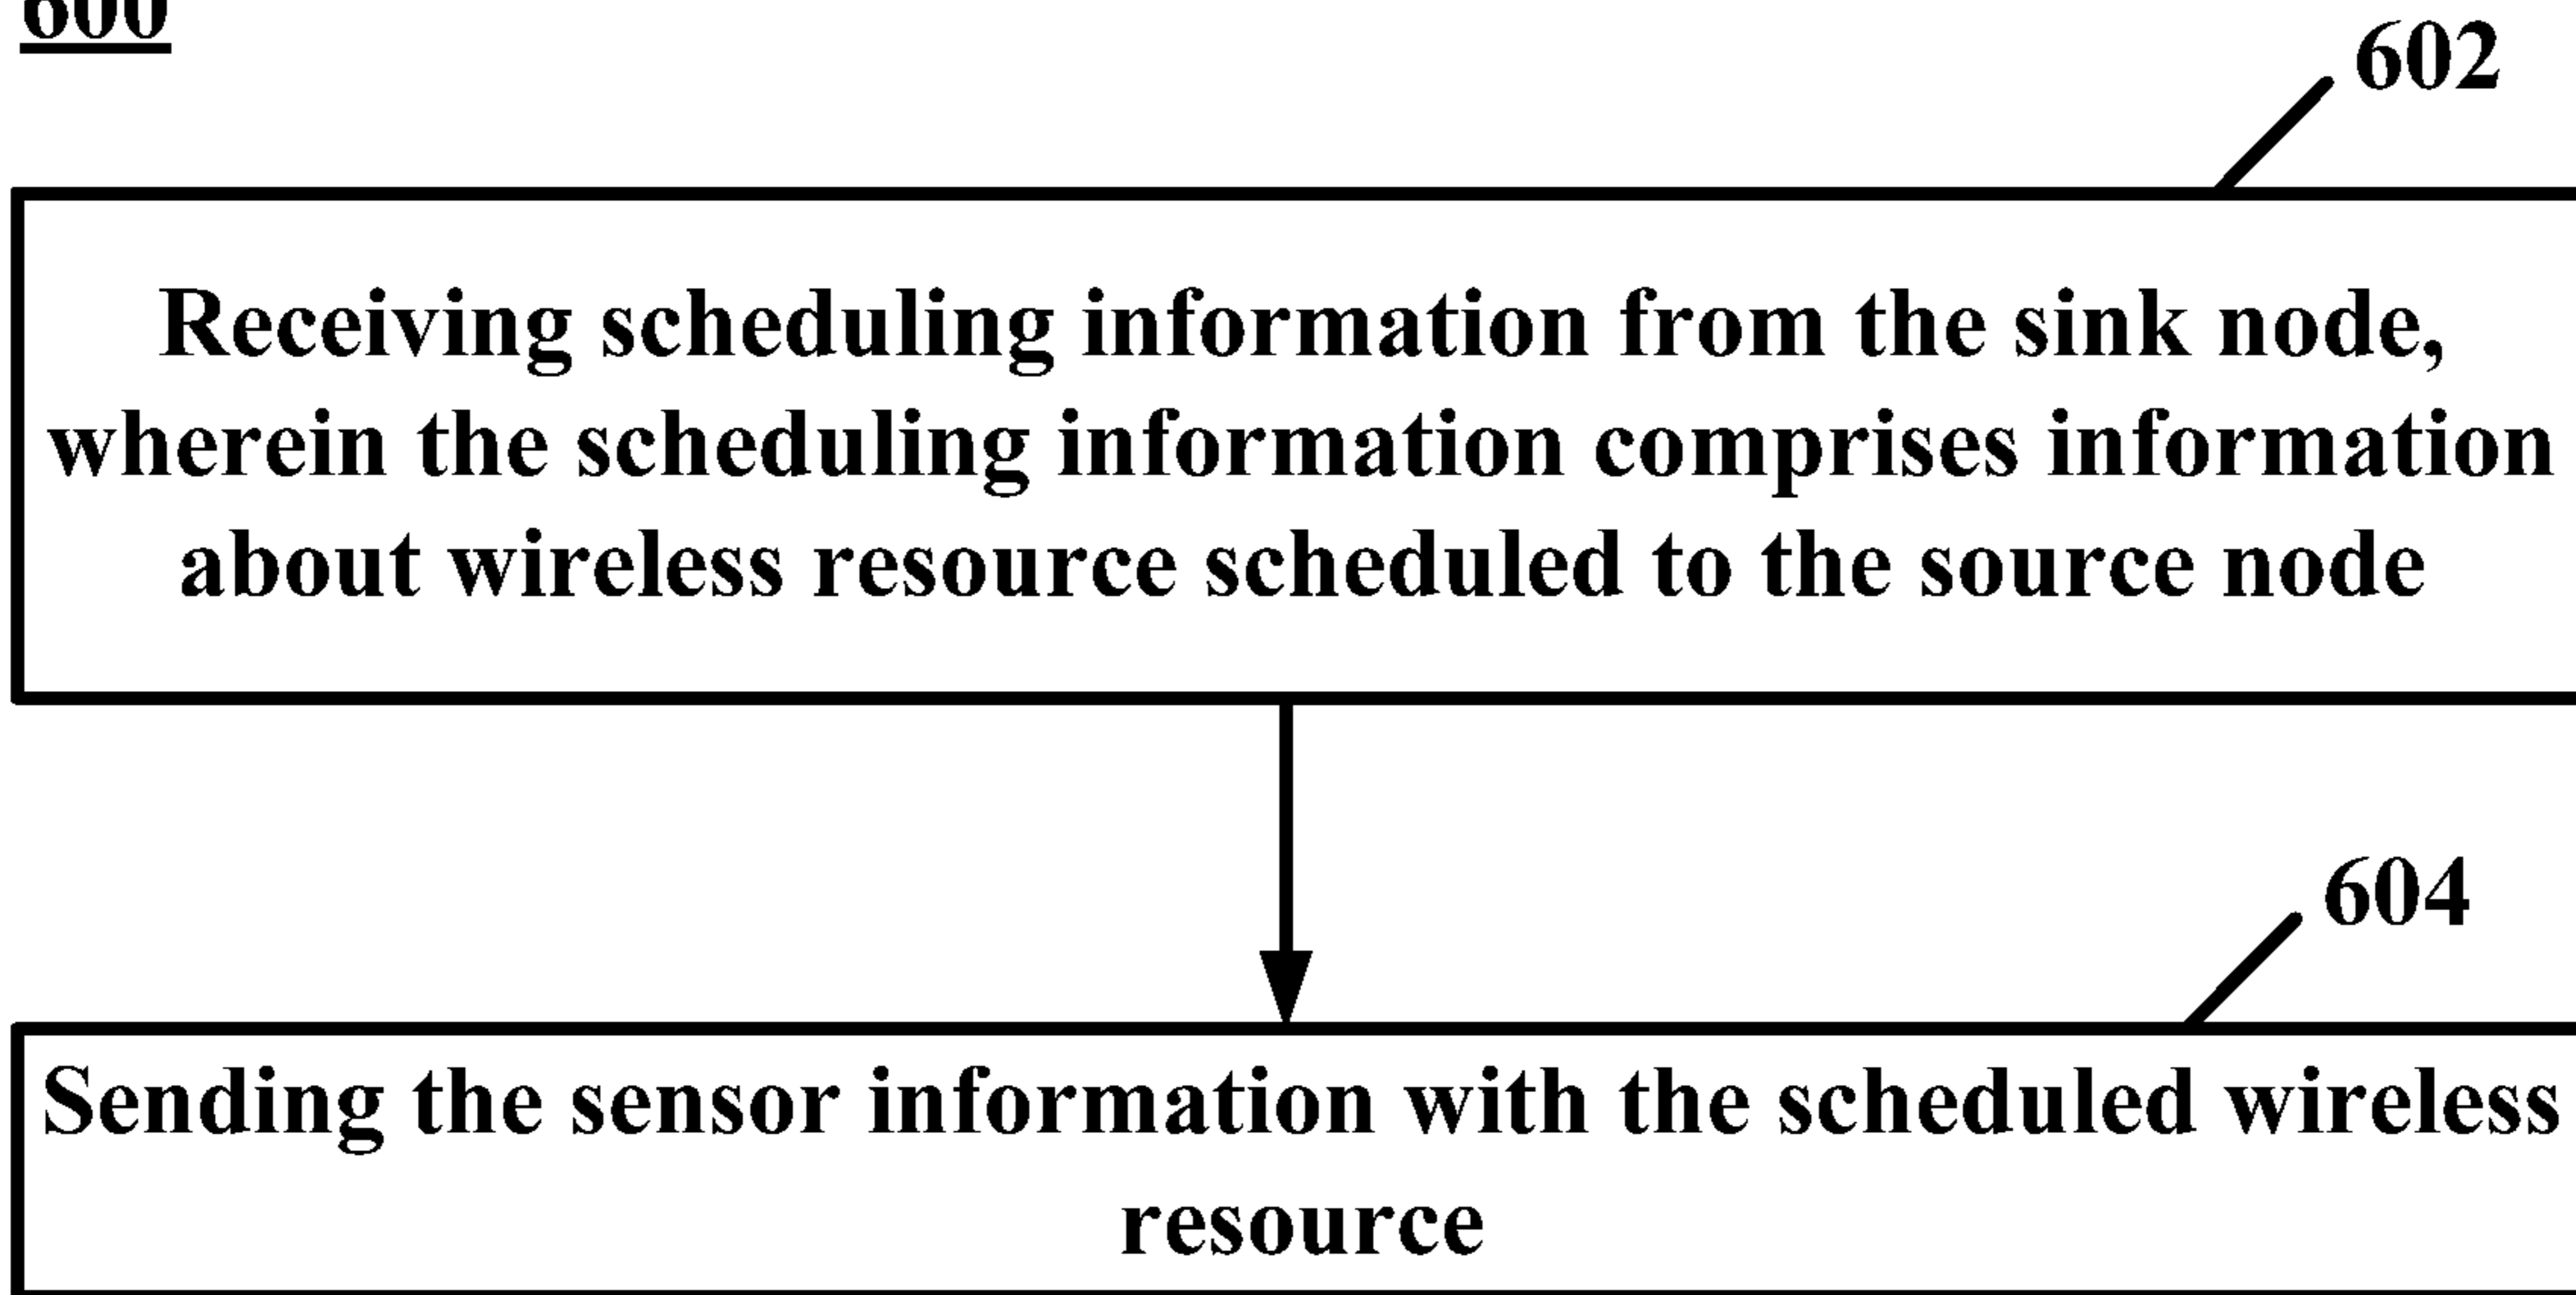 600
602
Receiving scheduling information from the sink node,
wherein the scheduling information comprises information
about wireless resource scheduled to the source node
604
Sending the sensor information with the scheduled wireless
resource